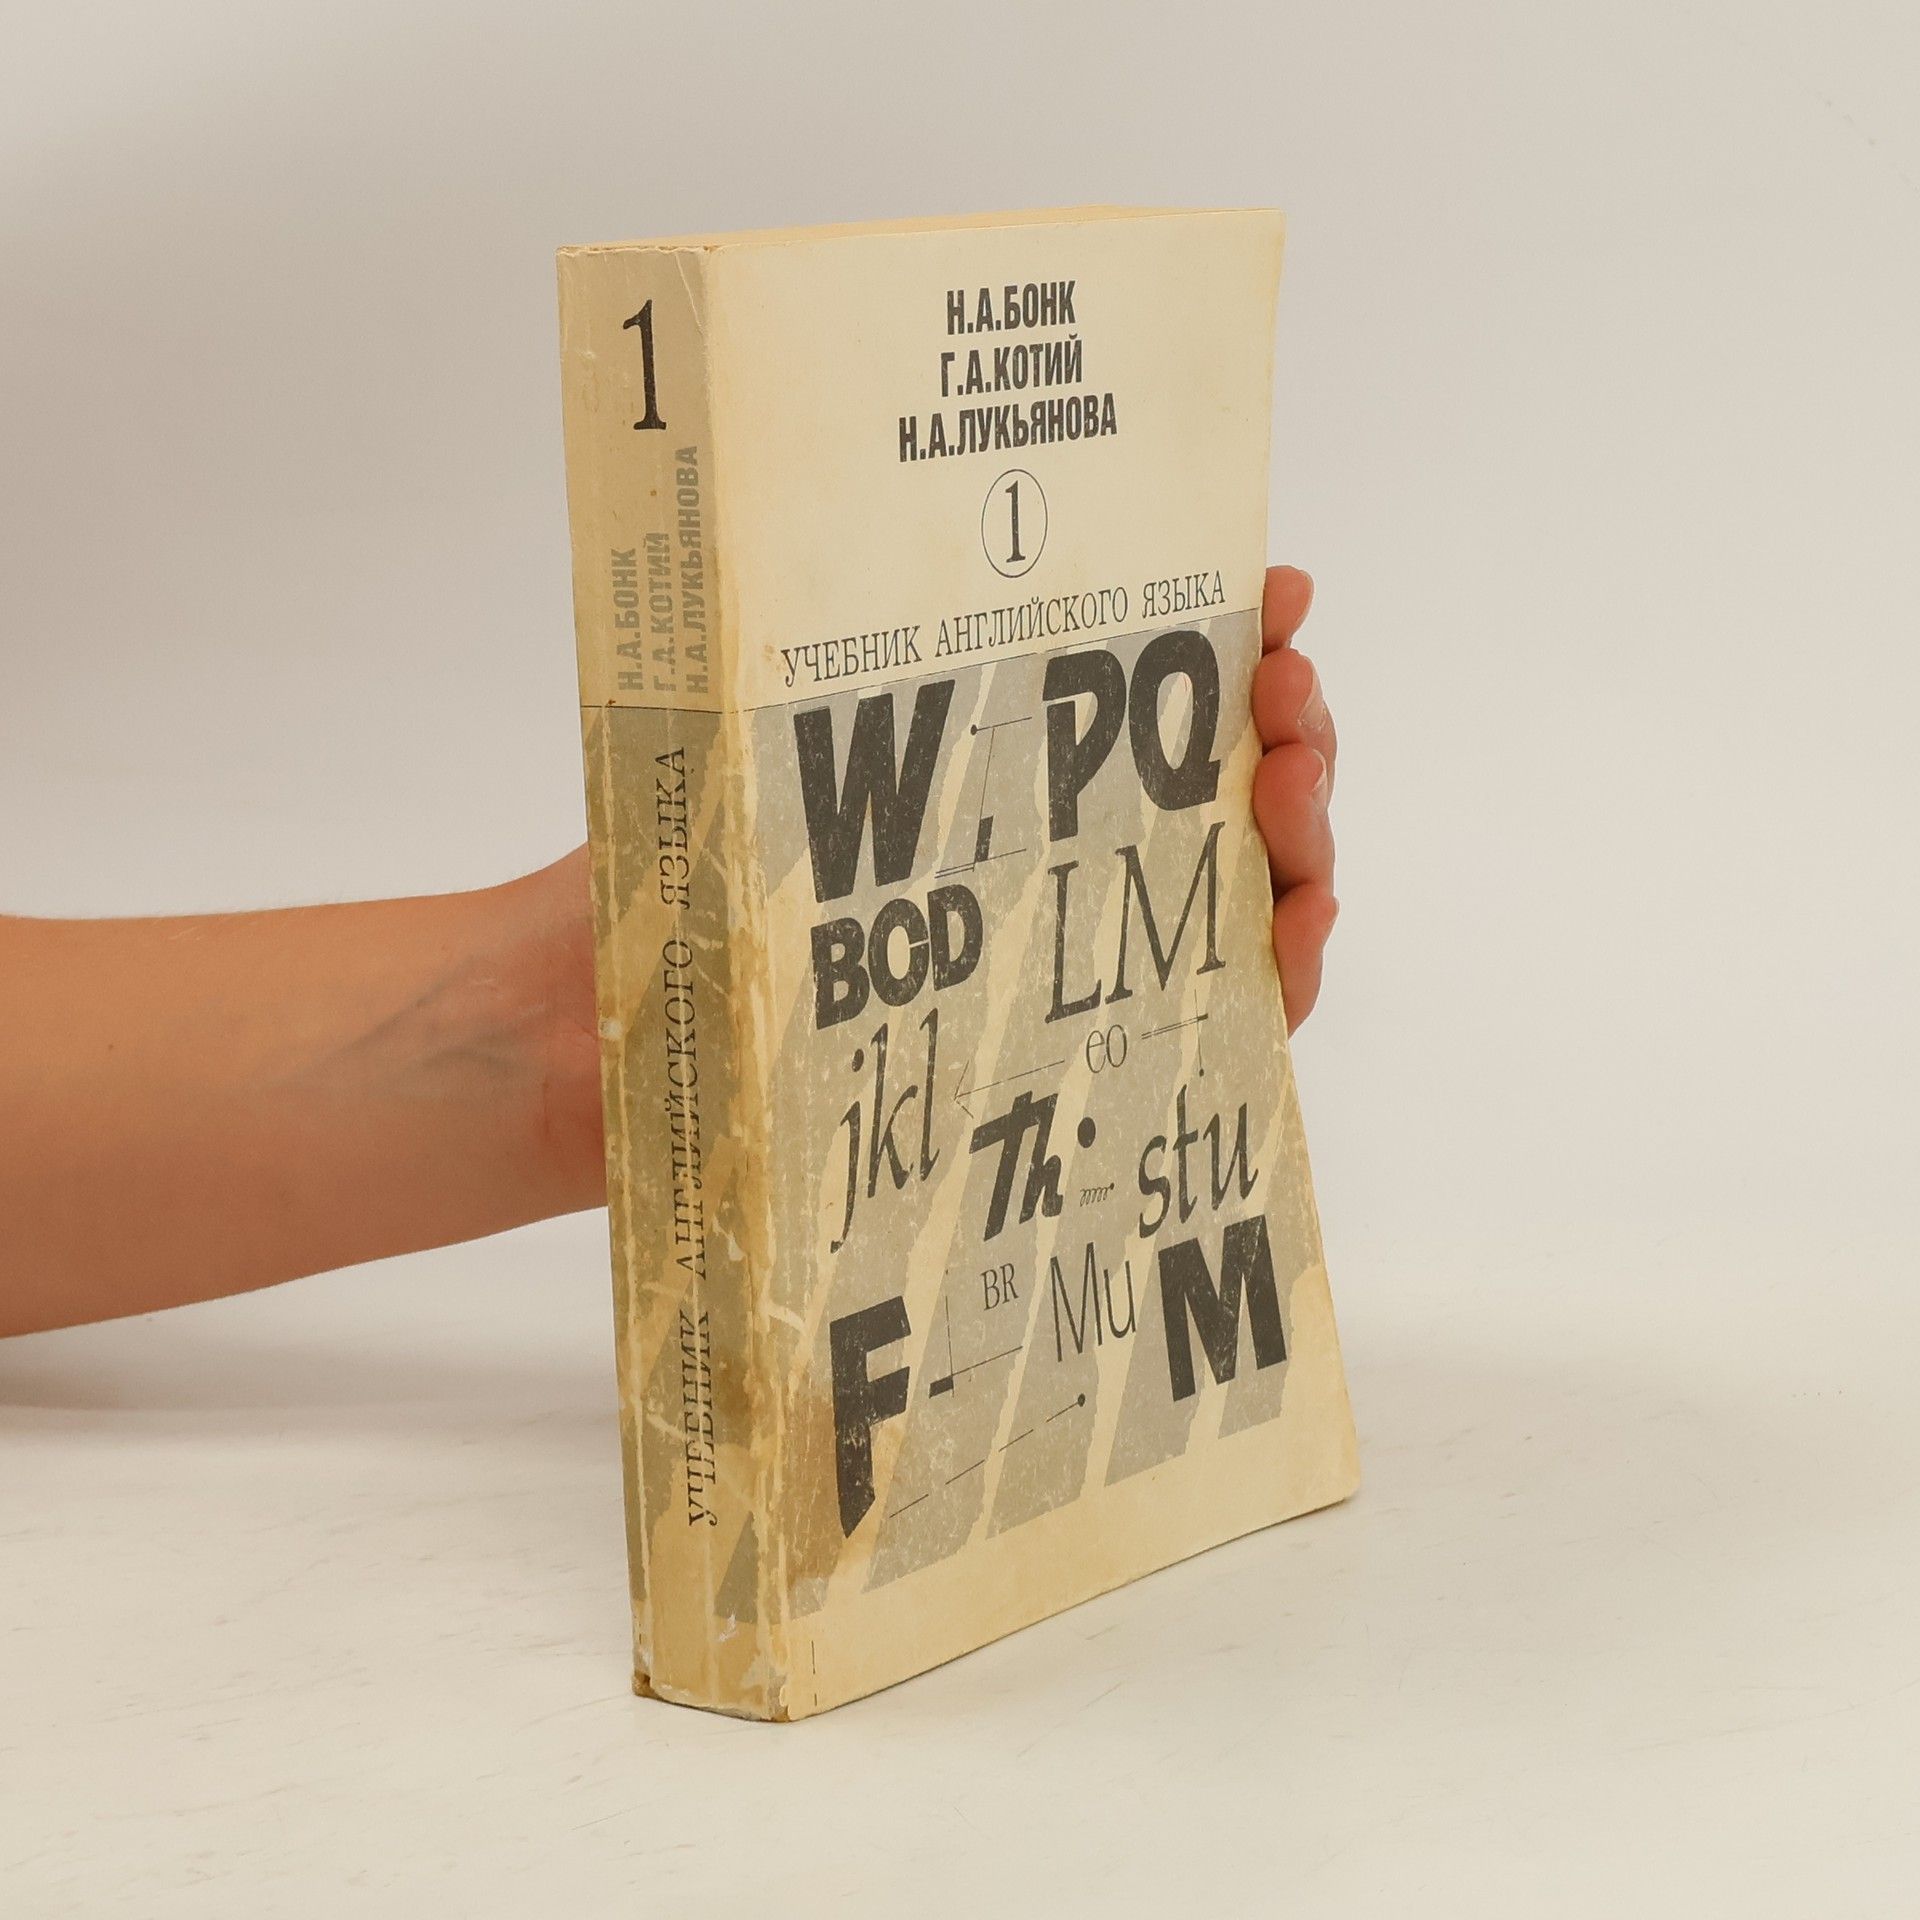 1
Н.А.БОНК
Г.А.КОТИЙ
Н.А.ЛУКЬЯНОВА
УЧЕБНИК АНГЛИЙСКОГО ЯЗЫКА
Н.А.БОНК
Г.А.КОТИЙ
Н.А.ЛУКЬЯНОВА
1
УЧЕБНИК АНГЛИЙСКОГО ЯЗЫКА
W PQ
BCD LM
jkl eo
Th stu
F BR Mu M